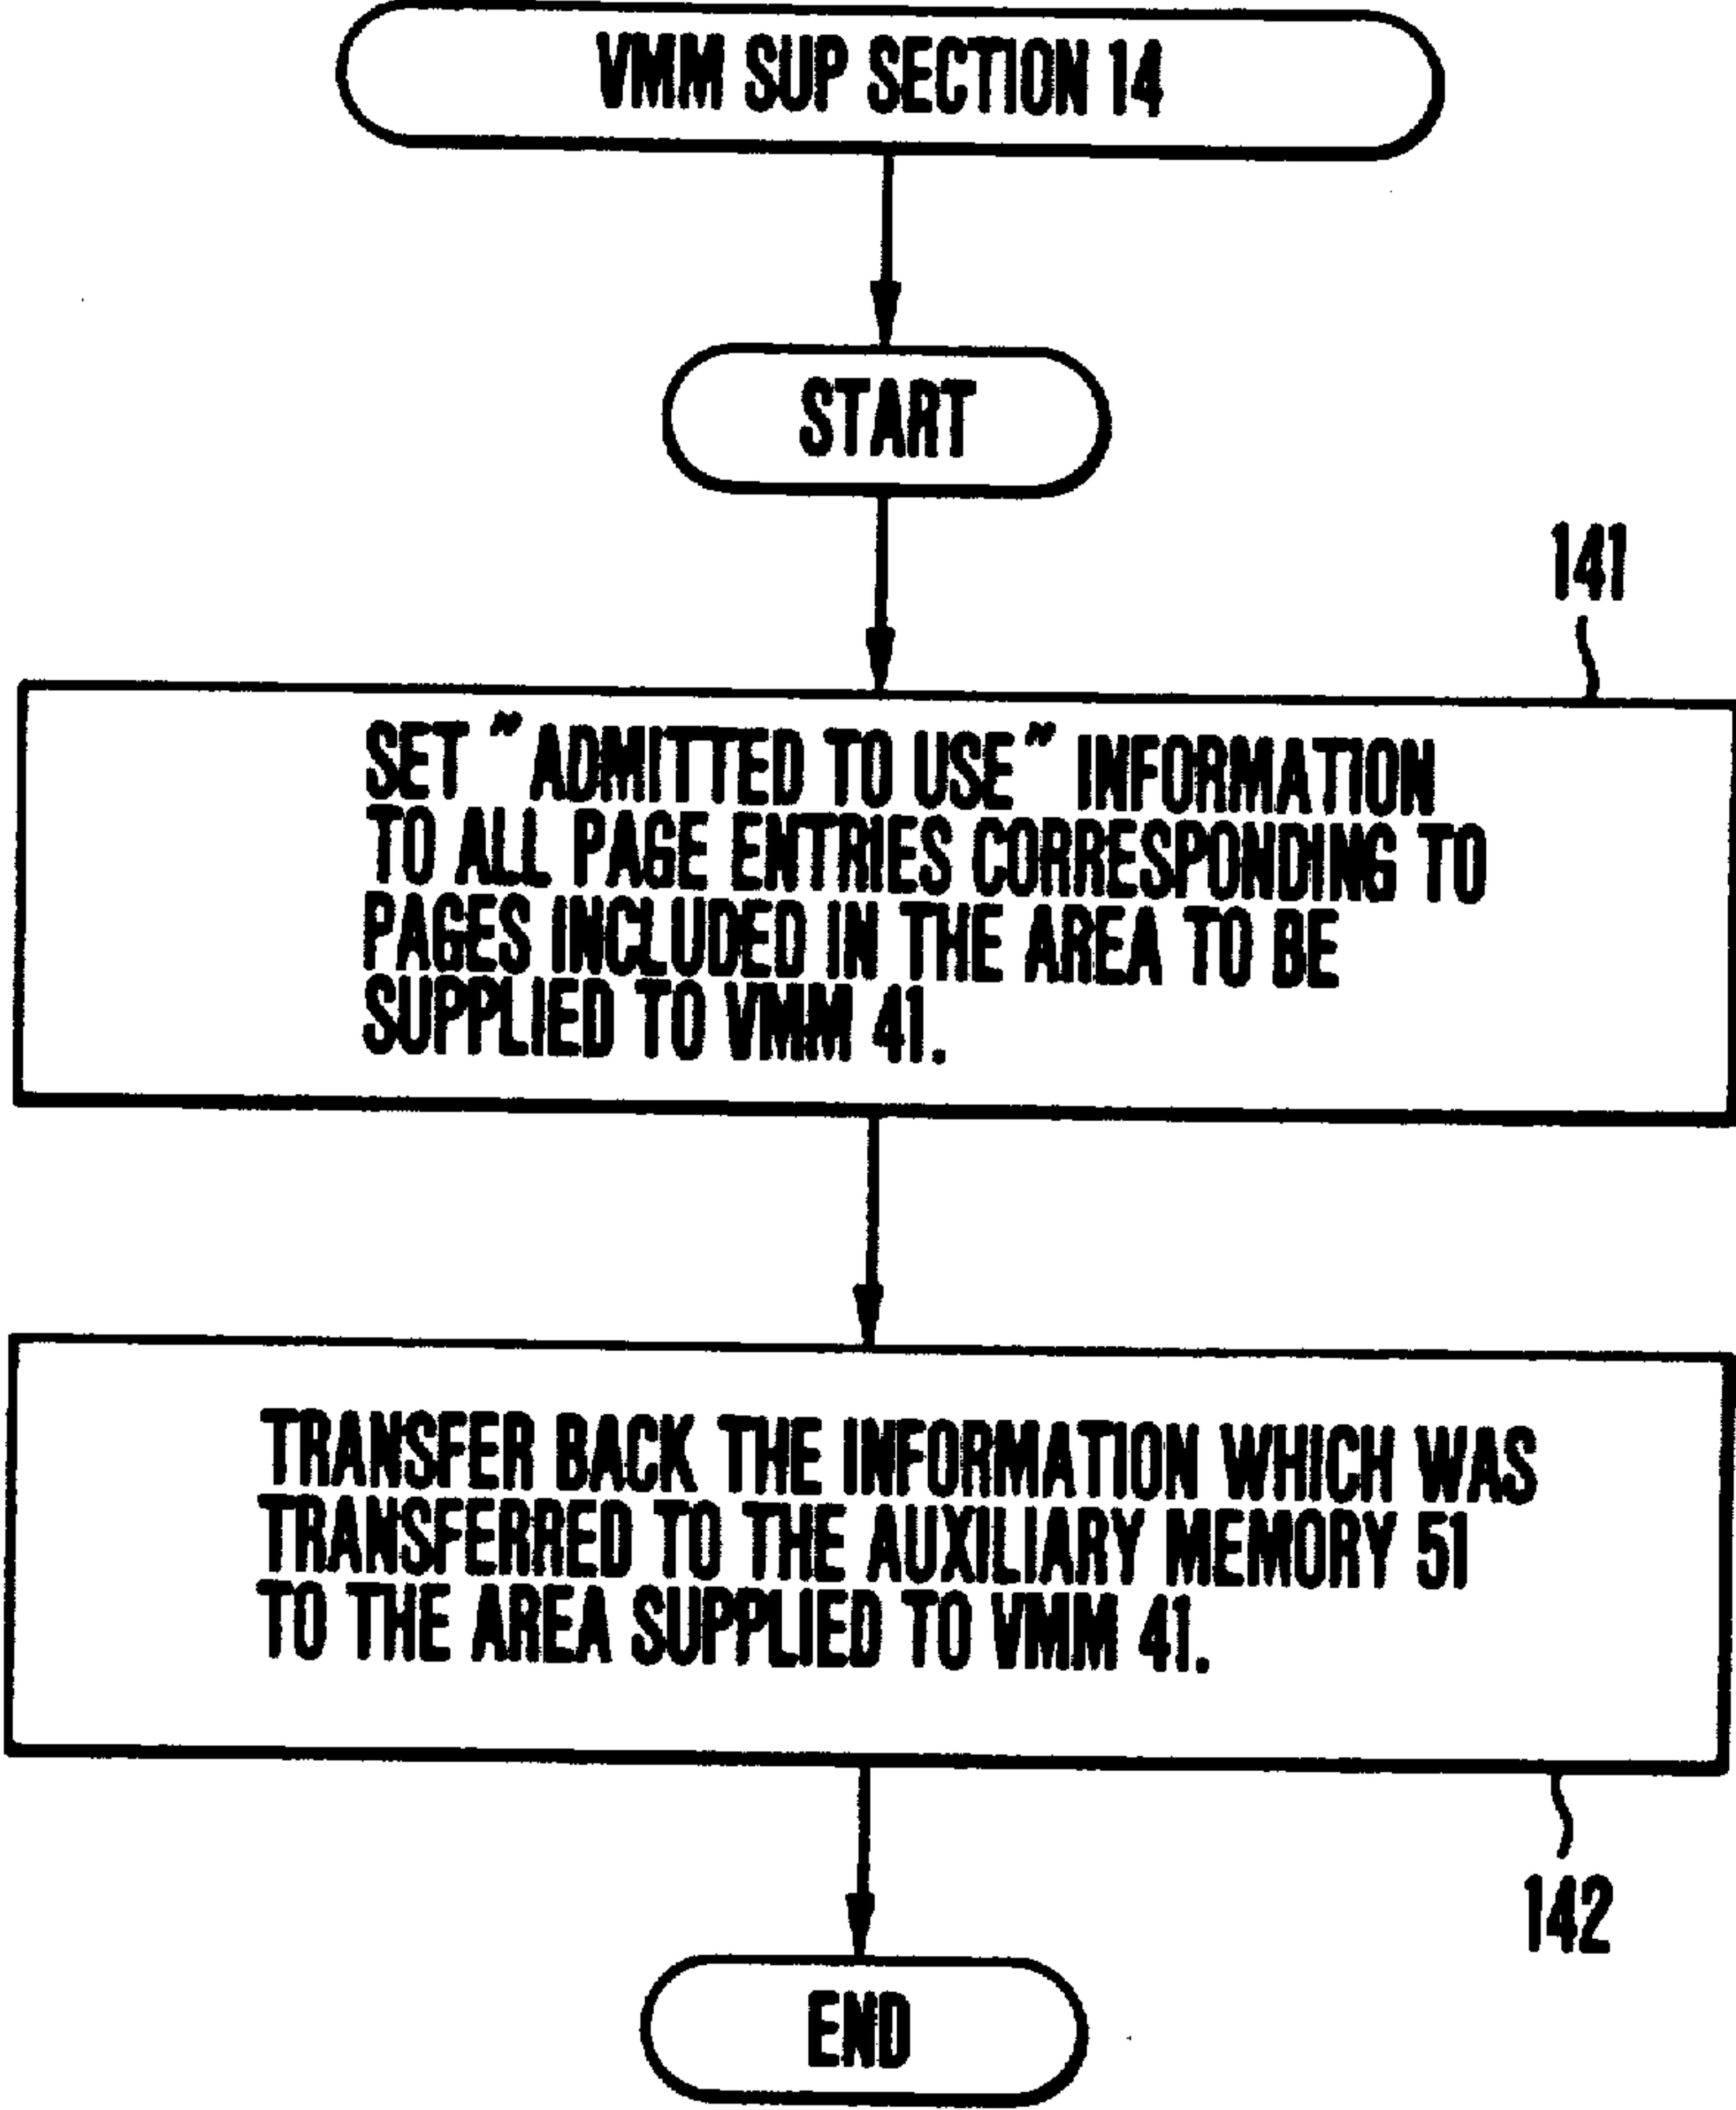 VMM SUP SECTION 14
START
141
SET "ADMITTED TO USE" INFORMATION
TO ALL PAGE ENTRIES CORRESPONDING TO
PAGES INCLUDED IN THE AREA TO BE
SUPPLIED TO VMM 41.
TRANSFER BACK THE INFORMATION WHICH WAS
TRANSFERRED TO THE AUXILIARY MEMORY 51
TO THE AREA SUPPLIED TO VMM 41.
142
END